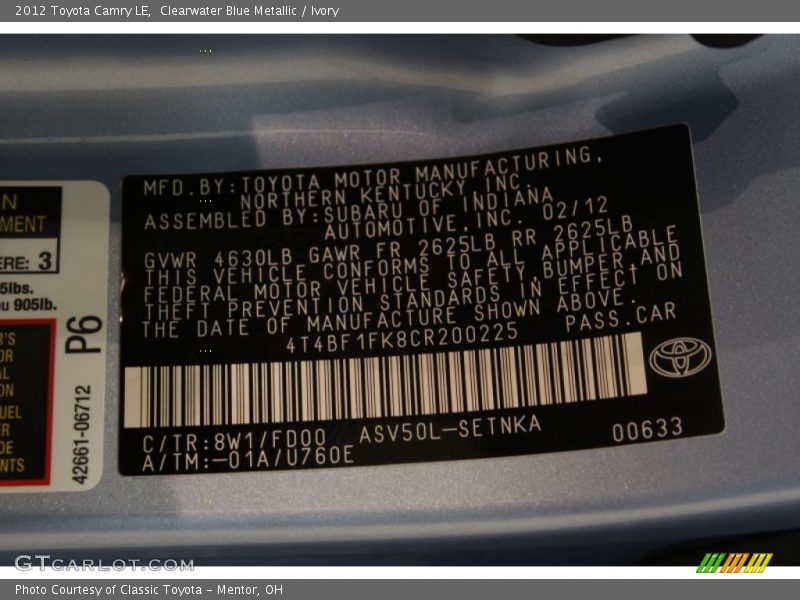 2012 Toyota Camry LE,  Clearwater Blue Metallic / Ivory
MFD.BY:TOYOTA MOTOR MANUFACTURING,
NORTHERN KENTUCKY INC.
ASSEMBLED BY:SUBARU OF INDIANA
AUTOMOTIVE,INC. 02/12
GVWR 4630LB GAWR FR 2625LB RR 2625LB
THIS VEHICLE CONFORMS TO ALL APPLICABLE
FEDERAL MOTOR VEHICLE SAFETY,BUMPER AND
THEFT PREVENTION STANDARDS IN EFFECT ON
THE DATE OF MANUFACTURE SHOWN ABOVE.
4T4BF1FK8CR200225 PASS.CAR
C/TR:8W1/FD00 ASV50L-SETNKA 00633
A/TM:-01A/U760E
ERE: 3
5lbs.
905lb.
P6
42661-06712
GTCARLOT.COM
Photo Courtesy of Classic Toyota - Mentor, OH